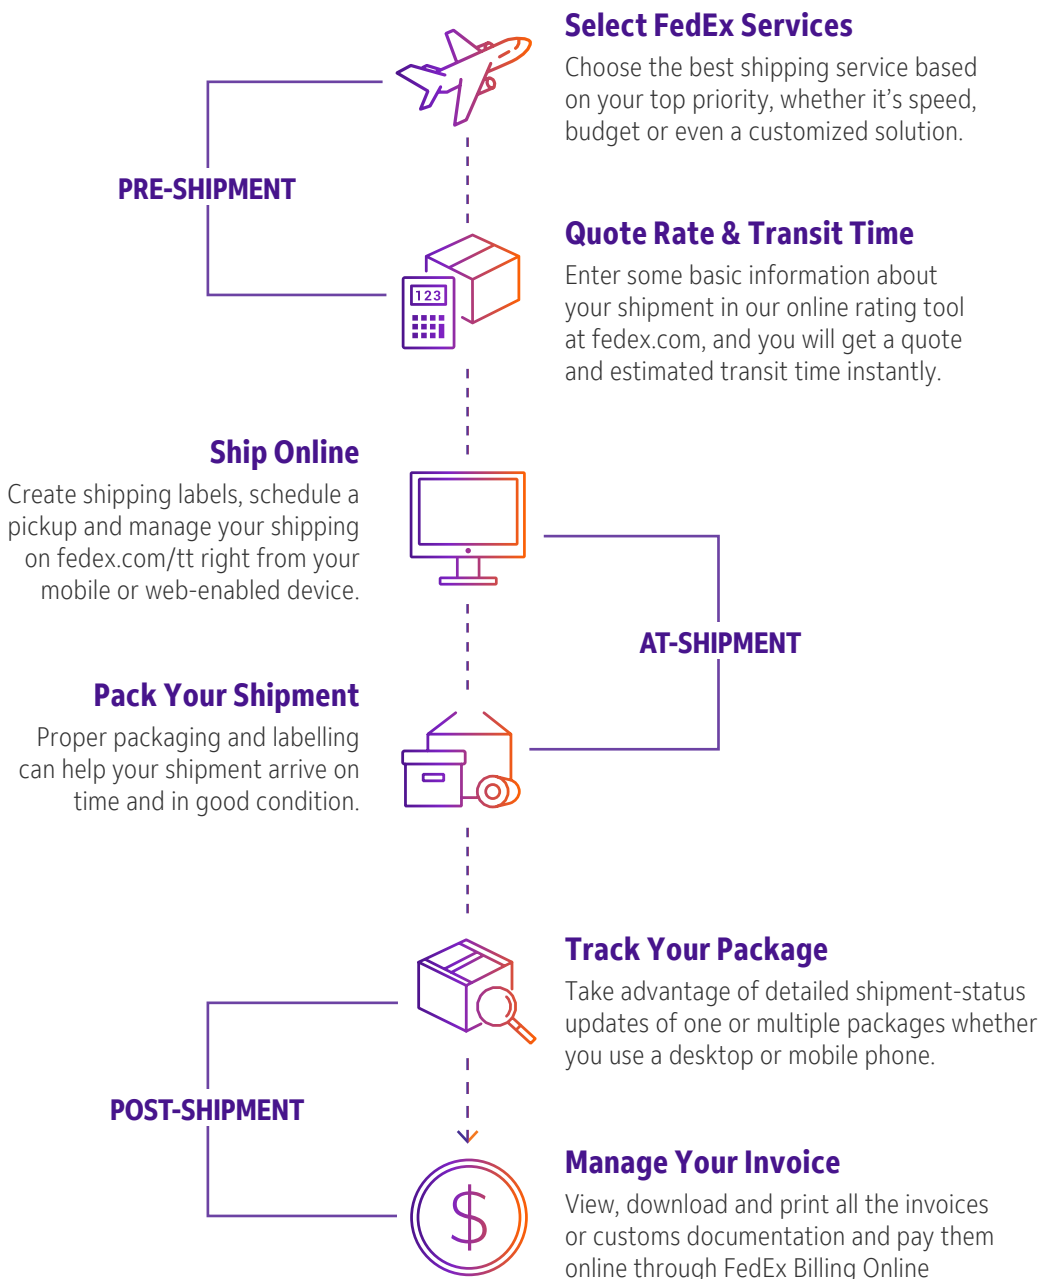 Select FedEx Services
Choose the best shipping service based
on your top priority, whether it’s speed,
budget or even a customized solution.
PRE-SHIPMENT
Quote Rate & Transit Time
Enter some basic information about
your shipment in our online rating tool
at fedex.com, and you will get a quote
and estimated transit time instantly.
123
Ship Online
Create shipping labels, schedule a
pickup and manage your shipping
on fedex.com/tt right from your
mobile or web-enabled device.
AT-SHIPMENT
Pack Your Shipment
Proper packaging and labelling
can help your shipment arrive on
time and in good condition.
Track Your Package
Take advantage of detailed shipment-status
updates of one or multiple packages whether
you use a desktop or mobile phone.
POST-SHIPMENT
Manage Your Invoice
View, download and print all the invoices
or customs documentation and pay them
online through FedEx Billing Online
$